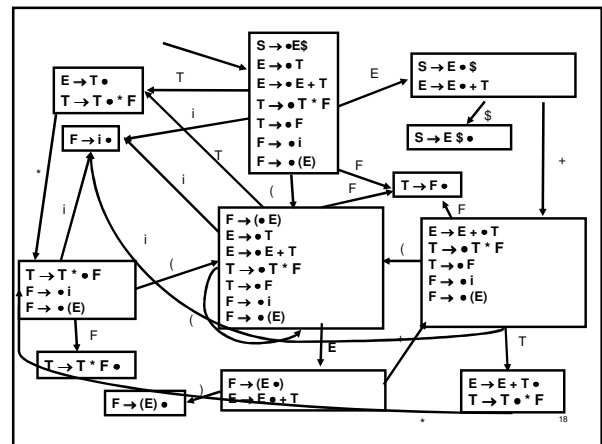 S → ●E$
E → ● T
E → ● E + T
T → ● T * F
T → ● F
F → ● i
F → ● (E)
E → T ●
T → T ● * F
T
E
S → E ● $
E → E ● + T
i
F → i ●
$
S → E $ ●
T
*
F
+
T → F ●
(
F
i
i
i
F
F → (● E)
E → ● T
E → ● E + T
T → ● T * F
T → ● F
F → ● i
F → ● (E)
E → E + ● T
T → ● T * F
T → ● F
F → ● i
F → ● (E)
(
(
T → T * ● F
F → ● i
F → ● (E)
(
F
E
+
T
T → T * F ●
F → (E ●)
E → E ● + T
)
F → (E) ●
E → E + T ●
T → T ● * F
*
18